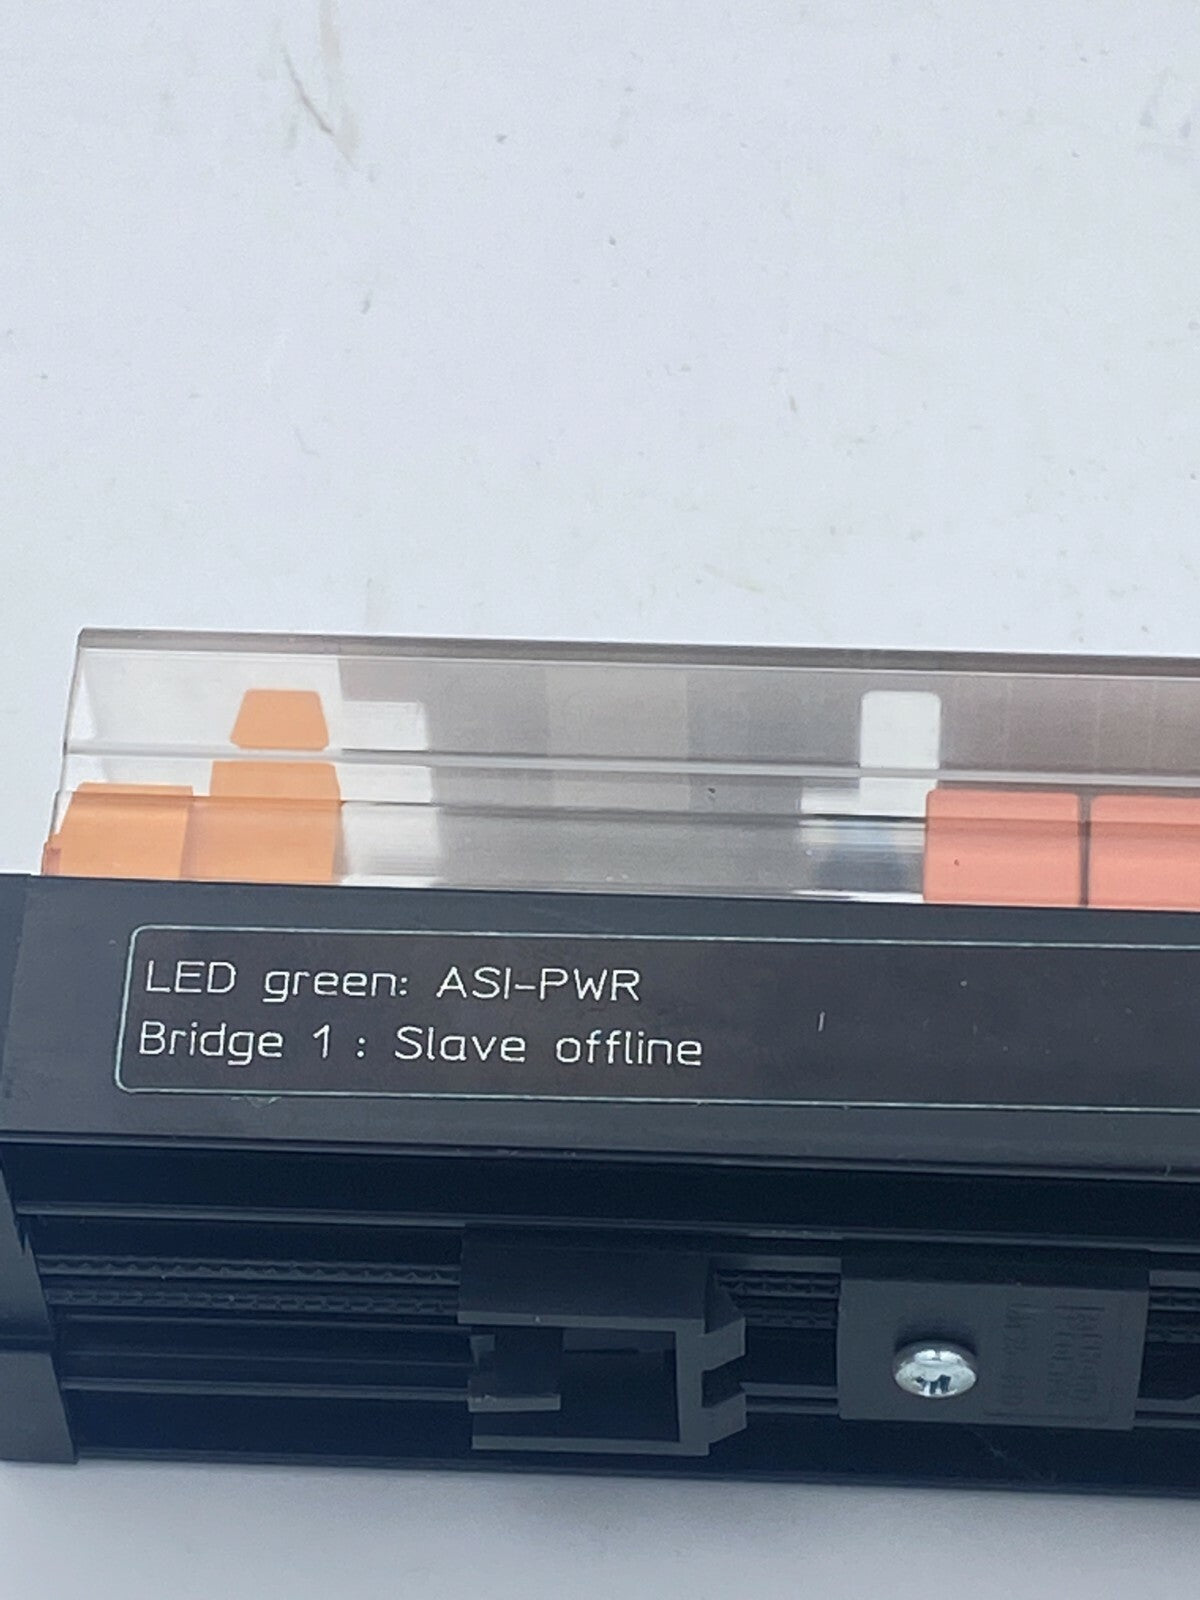 LED green: ASI-PWR
Bridge 1 : Slave offline